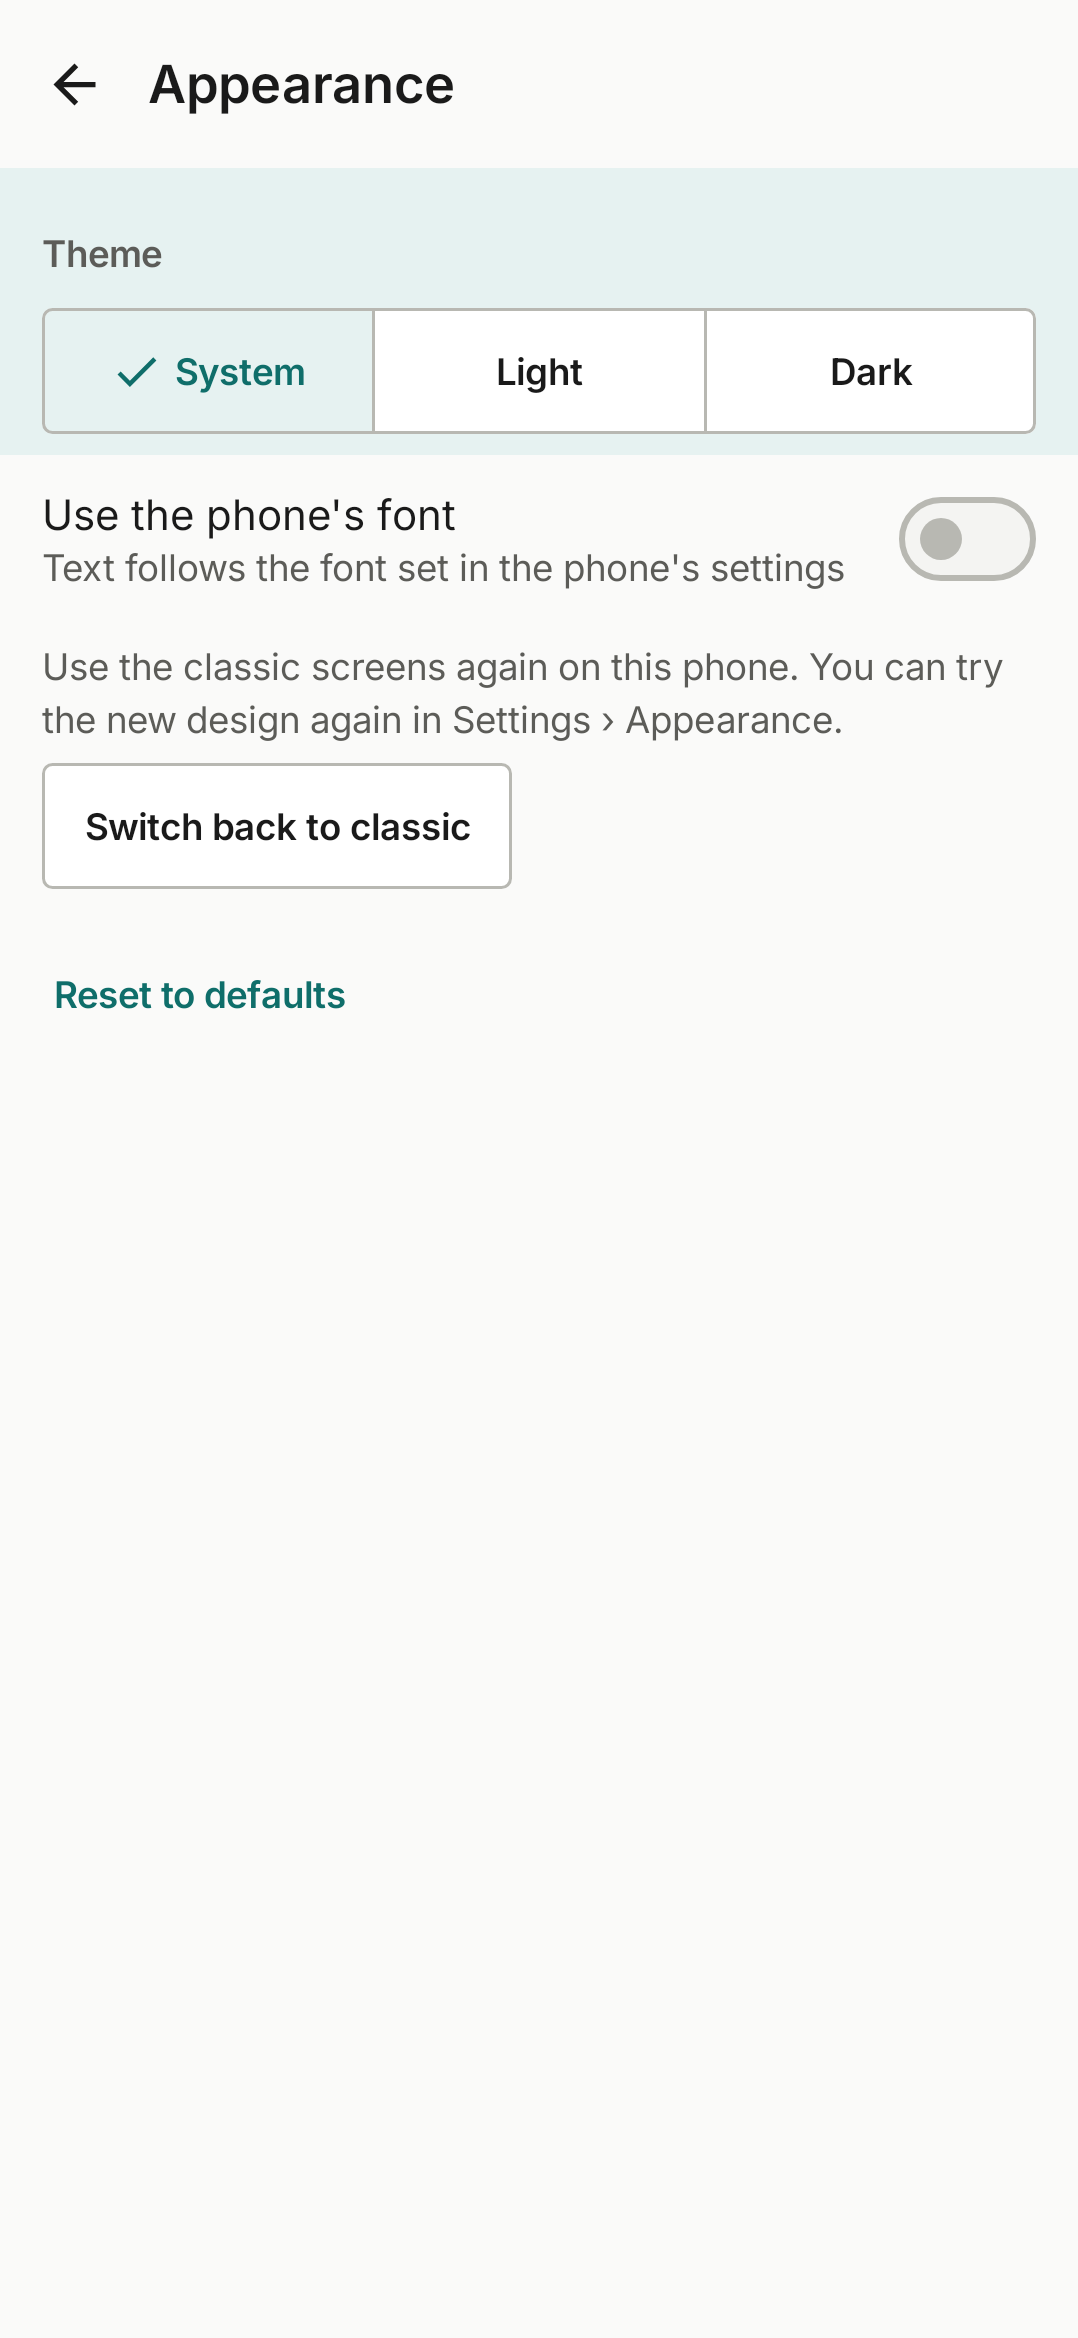 Appearance
Theme
System
Light
Dark
Use the phone's font
Text follows the font set in the phone's settings
Use the classic screens again on this phone. You can try
the new design again in Settings › Appearance.
Switch back to classic
Reset to defaults